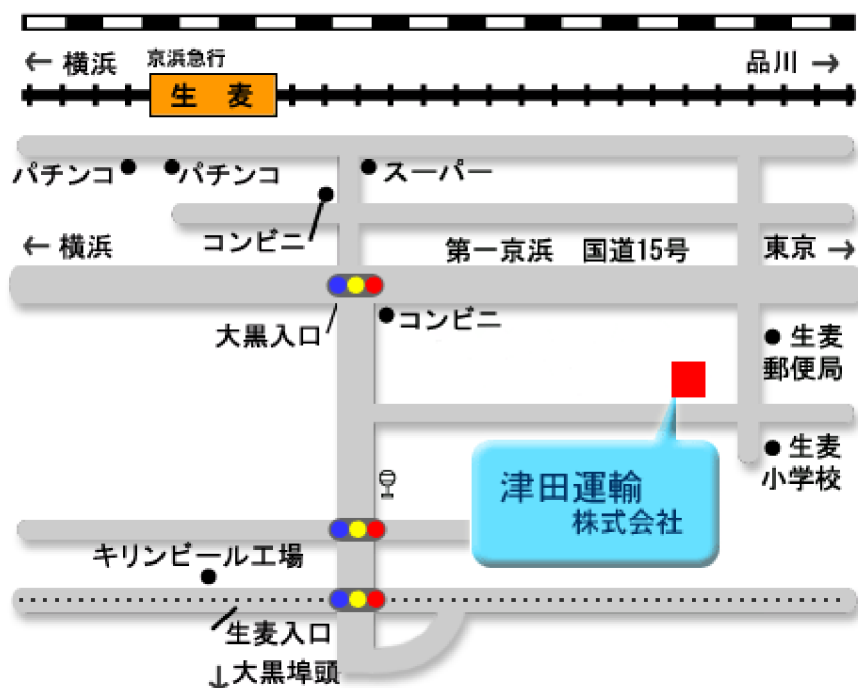 京浜急行
← 横浜
品川 →
生 麦
パチンコ
パチンコ
スーパー
コンビニ
← 横浜
第一京浜 国道15号
東京 →
大黒入口
コンビニ
生麦
郵便局
津田運輸
株式会社
生麦
小学校
キリンビール工場
生麦入口
↓大黒埠頭